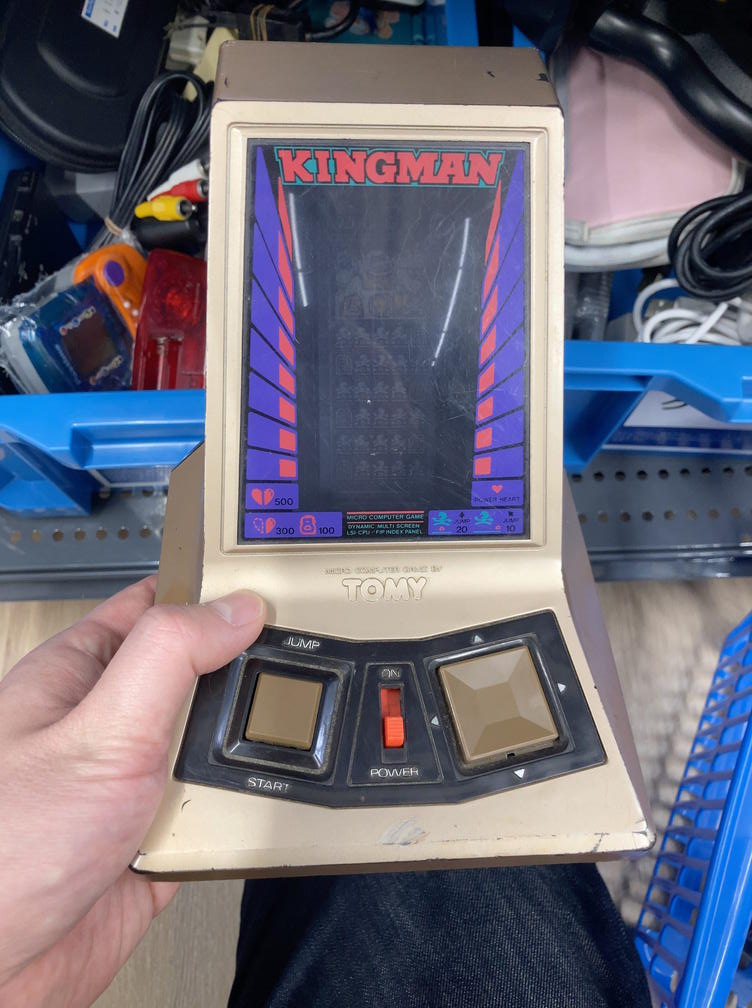 KINGMAN
500
POWER HEART
300
100
MICRO COMPUTER GAME
DYNAMIC MULTI SCREEN
LSI-CPU/FIP INDEX PANEL
JUMP
20
JUMP
10
MICRO COMPUTER GAME BY
TOMY
JUMP
ON
START
POWER